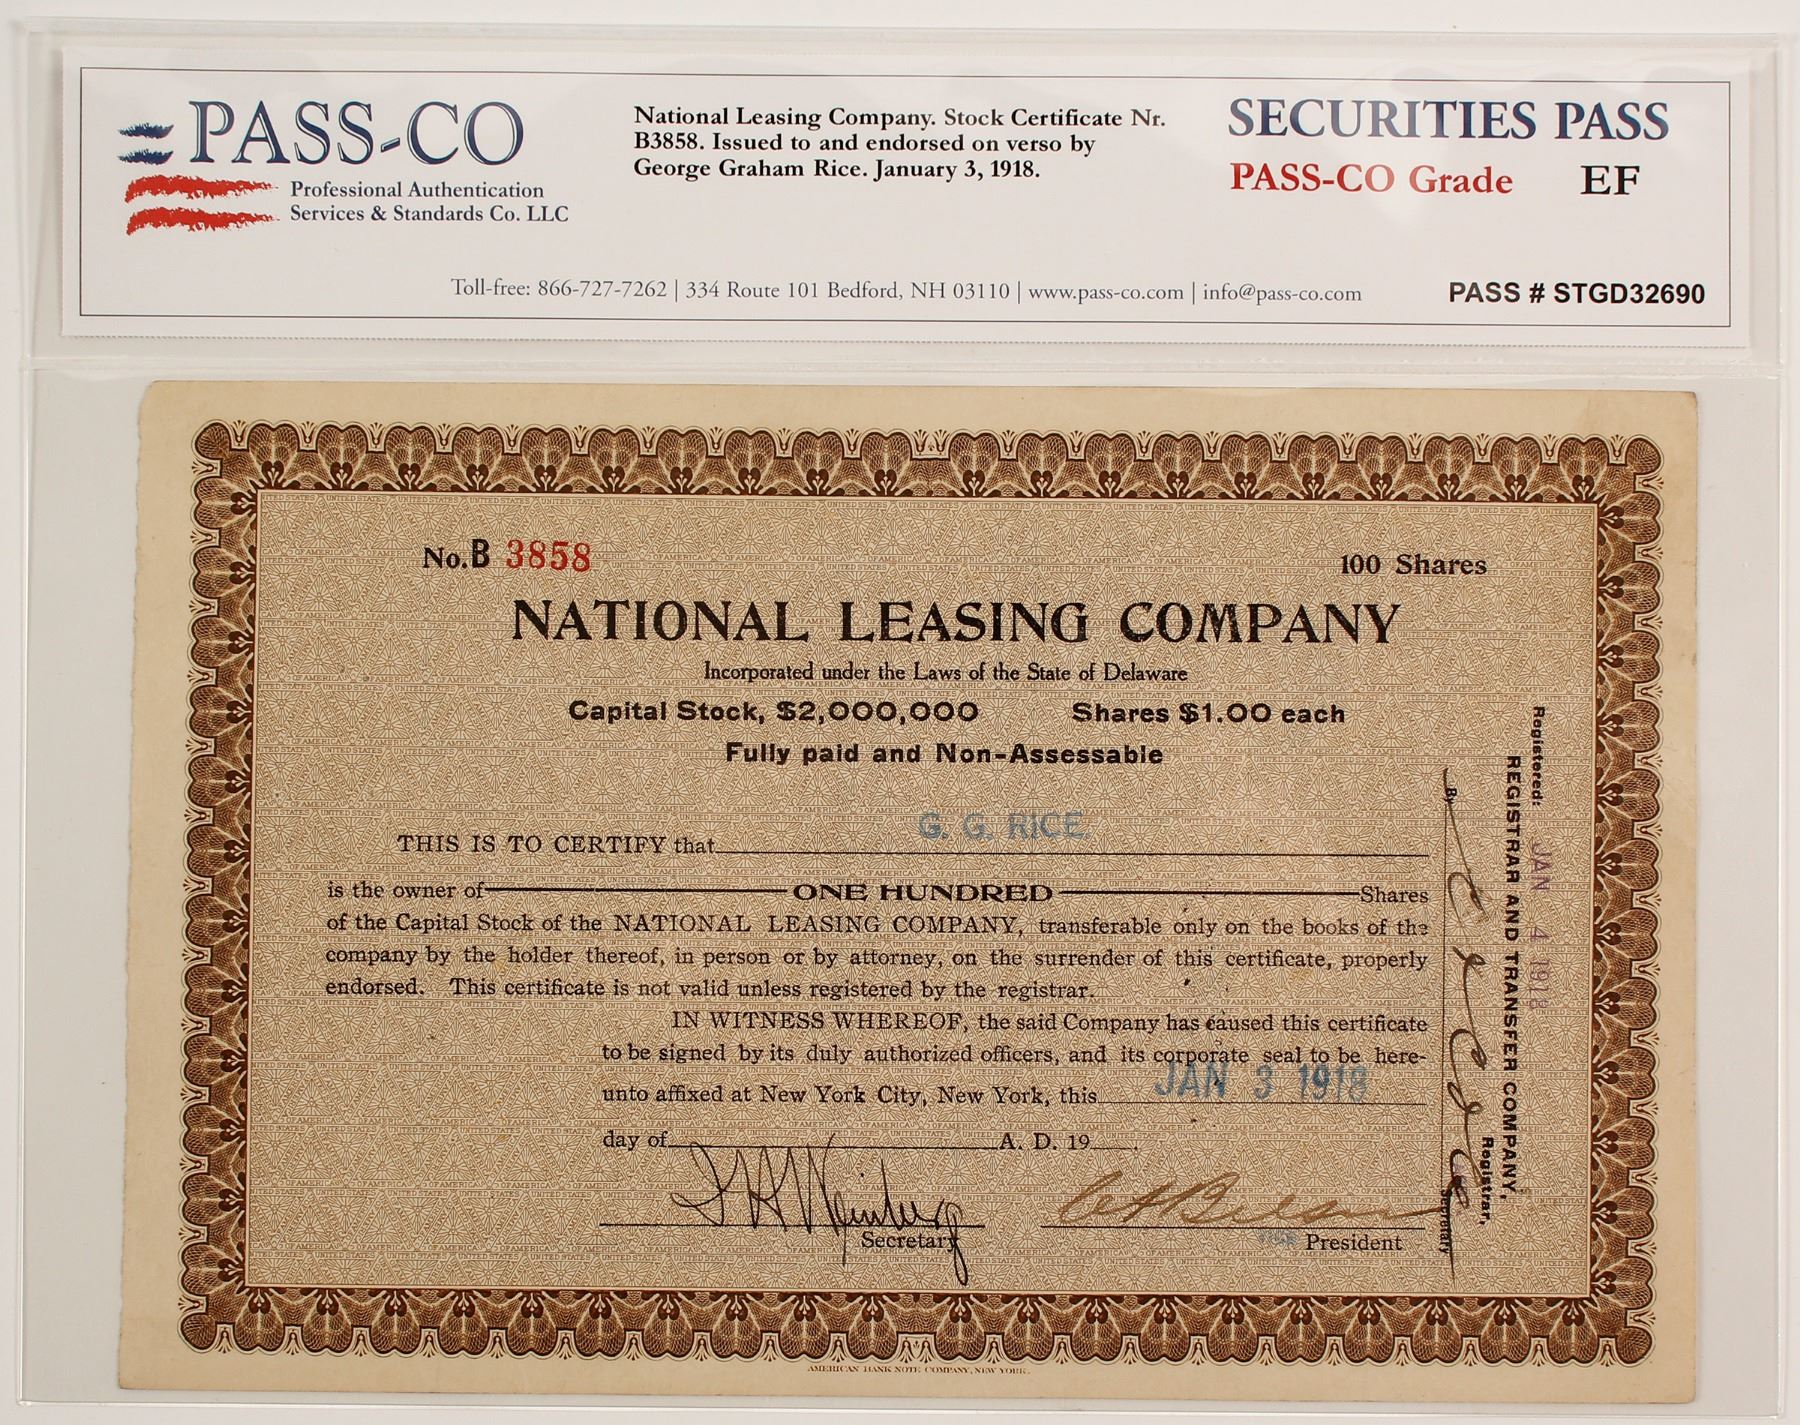 PASS-CO
Professional Authentication
Services & Standards Co. LLC
National Leasing Company. Stock Certificate Nr.
B3858. Issued to and endorsed on verso by
George Graham Rice. January 3, 1918.
SECURITIES PASS
PASS-CO Grade EF
Toll-free: 866-727-7262 | 334 Route 101 Bedford, NH 03110 | www.pass-co.com | info@pass-co.com
PASS # STGD32690
No. B 3858
100 Shares
NATIONAL LEASING COMPANY
Incorporated under the Laws of the State of Delaware
Capital Stock, $2,000,000 Shares $1.00 each
Fully paid and Non-Assessable
THIS IS TO CERTIFY that G. G. RICE.
is the owner of ONE HUNDRED Shares
of the Capital Stock of the NATIONAL LEASING COMPANY, transferable only on the books of the
company by the holder thereof, in person or by attorney, on the surrender of this certificate, properly
endorsed. This certificate is not valid unless registered by the registrar.
IN WITNESS WHEREOF, the said Company has caused this certificate
to be signed by its duly authorized officers, and its corporate seal to be here-
unto affixed at New York City, New York, this JAN 3 1918
day of A. D. 19
Secretary
VICE President
Registered: JAN 4 1918
REGISTRAR AND TRANSFER COMPANY,
Registrar,
By
Secretary
AMERICAN BANK NOTE COMPANY, NEW YORK.